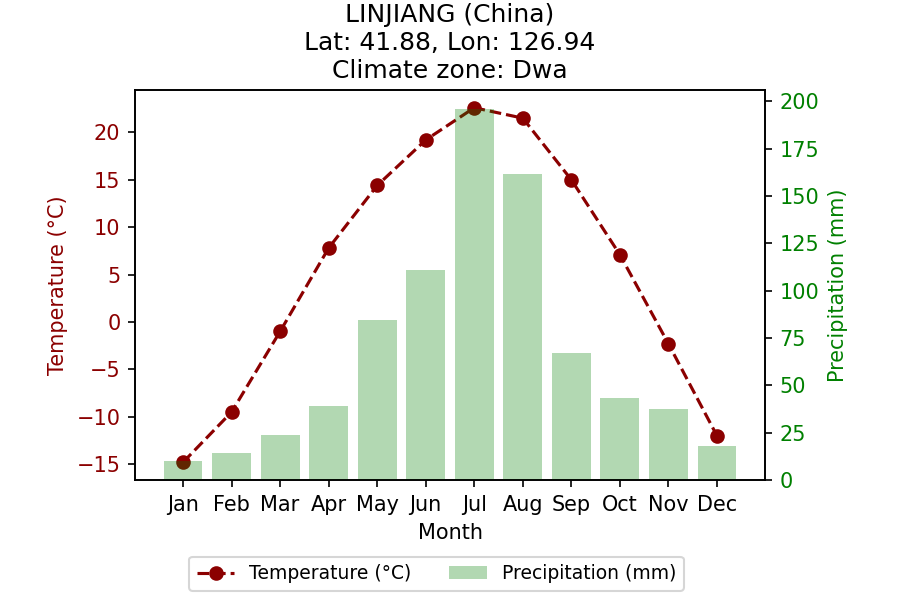 LINJIANG (China)
Lat: 41.88, Lon: 126.94
Climate zone: Dwa
Temperature (°C)
20
15
10
5
0
−5
−10
−15
200
175
150
125
100
75
50
25
0
Precipitation (mm)
Jan Feb Mar Apr May Jun Jul Aug Sep Oct Nov Dec
Month
Temperature (°C) Precipitation (mm)